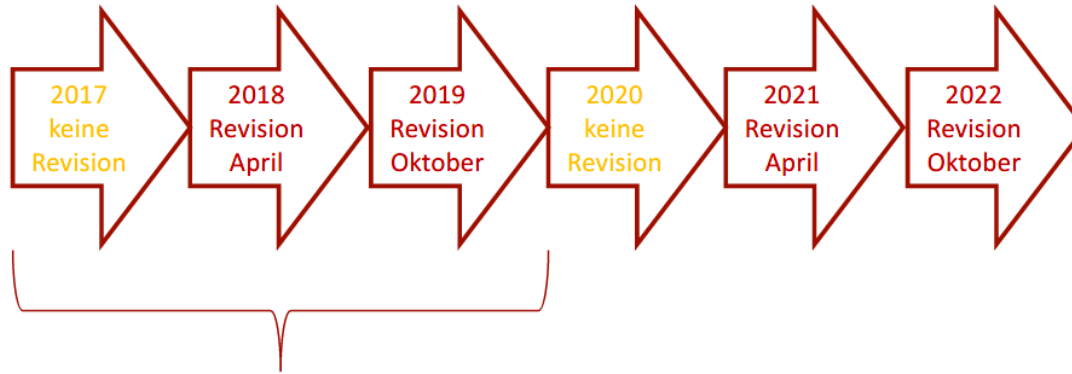 2017
keine
Revision
2018
Revision
April
2019
Revision
Oktober
2020
keine
Revision
2021
Revision
April
2022
Revision
Oktober